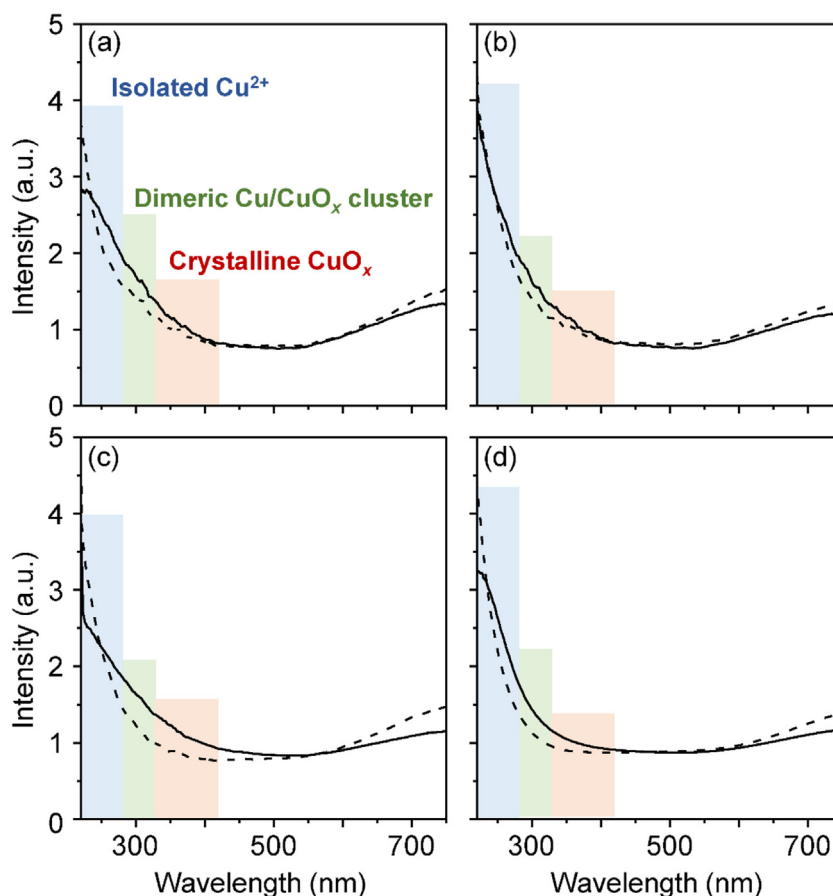 5
(a)
(b)
Isolated Cu²⁺
4
Dimeric Cu/CuOₓ cluster
3
Crystalline CuOₓ
2
1
0
Intensity (a.u.)
5
(c)
(d)
4
3
2
1
0
Intensity (a.u.)
300 500 700
300 500 700
Wavelength (nm)
Wavelength (nm)